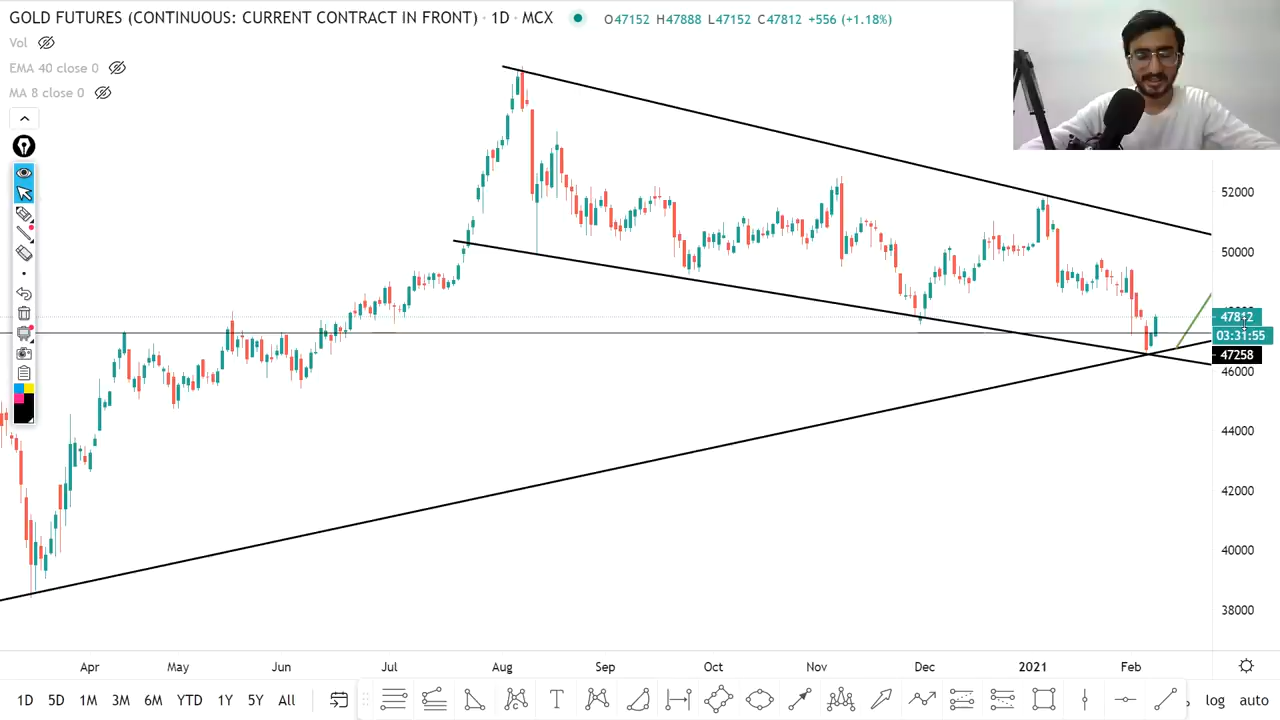 GOLD FUTURES (CONTINUOUS: CURRENT CONTRACT IN FRONT) · 1D · MCX O47152 H47888 L47152 C47812 +556 (+1.18%)
Vol
EMA 40 close 0
MA 8 close 0
52000
50000
47812
03:31:55
47258
46000
44000
42000
40000
38000
Apr May Jun Jul Aug Sep Oct Nov Dec 2021 Feb
1D 5D 1M 3M 6M YTD 1Y 5Y All T log auto